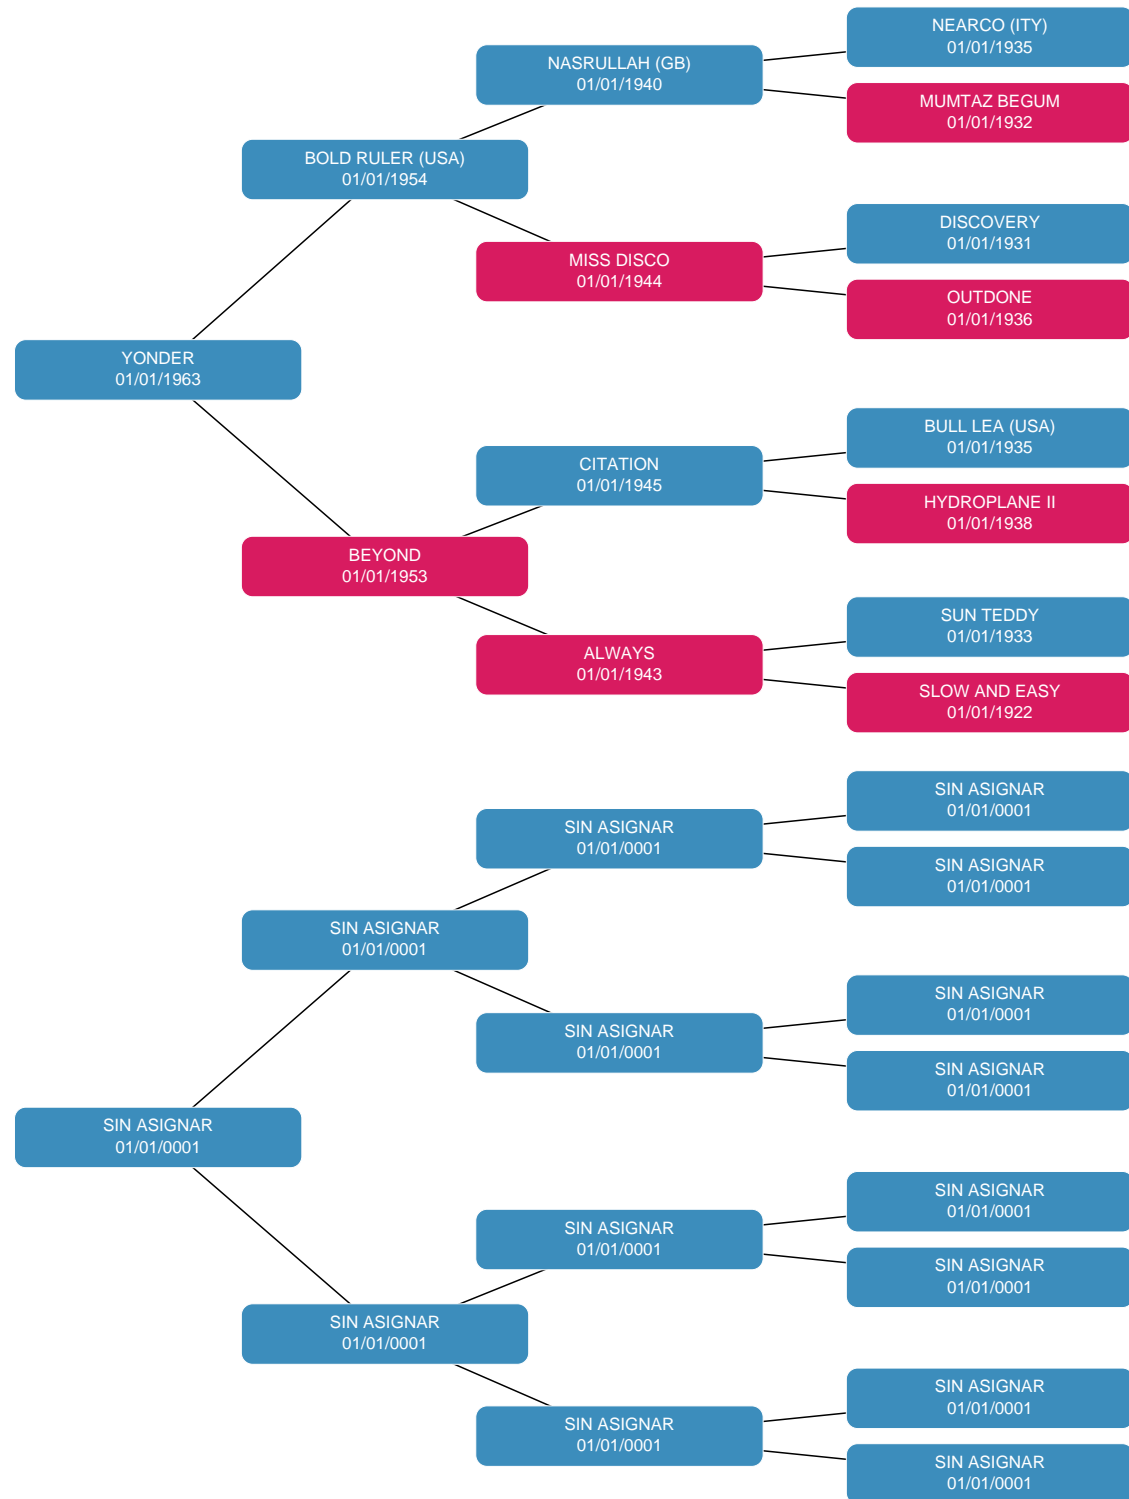 NEARCO (ITY)
01/01/1935
NASRULLAH (GB)
01/01/1940
MUMTAZ BEGUM
01/01/1932
BOLD RULER (USA)
01/01/1954
DISCOVERY
01/01/1931
MISS DISCO
01/01/1944
OUTDONE
01/01/1936
YONDER
01/01/1963
BULL LEA (USA)
01/01/1935
CITATION
01/01/1945
HYDROPLANE II
01/01/1938
BEYOND
01/01/1953
SUN TEDDY
01/01/1933
ALWAYS
01/01/1943
SLOW AND EASY
01/01/1922
SIN ASIGNAR
01/01/0001
SIN ASIGNAR
01/01/0001
SIN ASIGNAR
01/01/0001
SIN ASIGNAR
01/01/0001
SIN ASIGNAR
01/01/0001
SIN ASIGNAR
01/01/0001
SIN ASIGNAR
01/01/0001
SIN ASIGNAR
01/01/0001
SIN ASIGNAR
01/01/0001
SIN ASIGNAR
01/01/0001
SIN ASIGNAR
01/01/0001
SIN ASIGNAR
01/01/0001
SIN ASIGNAR
01/01/0001
SIN ASIGNAR
01/01/0001
SIN ASIGNAR
01/01/0001